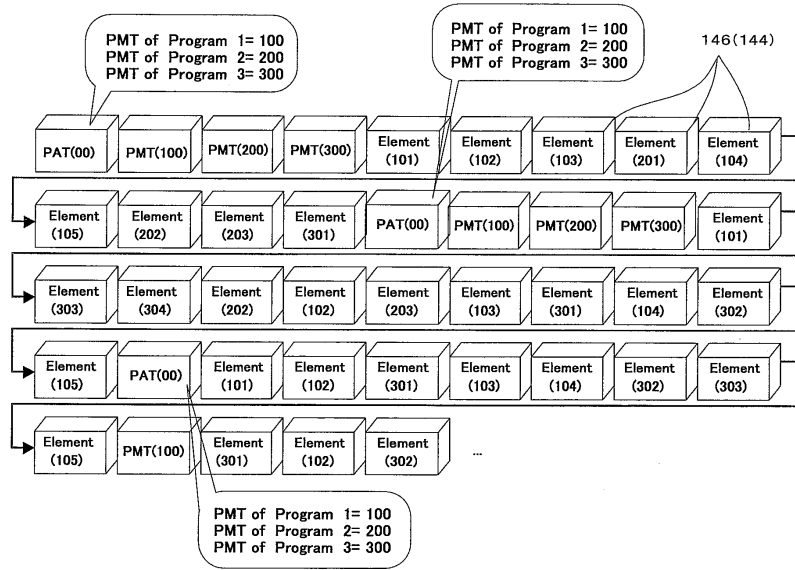 PMT of Program 1= 100
PMT of Program 2= 200
PMT of Program 3= 300
PMT of Program 1= 100
PMT of Program 2= 200
PMT of Program 3= 300
146(144)
PAT(00) PMT(100) PMT(200) PMT(300) Element (101) Element (102) Element (103) Element (201) Element (104)
Element (105) Element (202) Element (203) Element (301) PAT(00) PMT(100) PMT(200) PMT(300) Element (101)
Element (303) Element (304) Element (202) Element (102) Element (203) Element (103) Element (301) Element (104) Element (302)
Element (105) PAT(00) Element (101) Element (102) Element (301) Element (103) Element (104) Element (302) Element (303)
Element (105) PMT(100) Element (301) Element (102) Element (302) ...
PMT of Program 1= 100
PMT of Program 2= 200
PMT of Program 3= 300